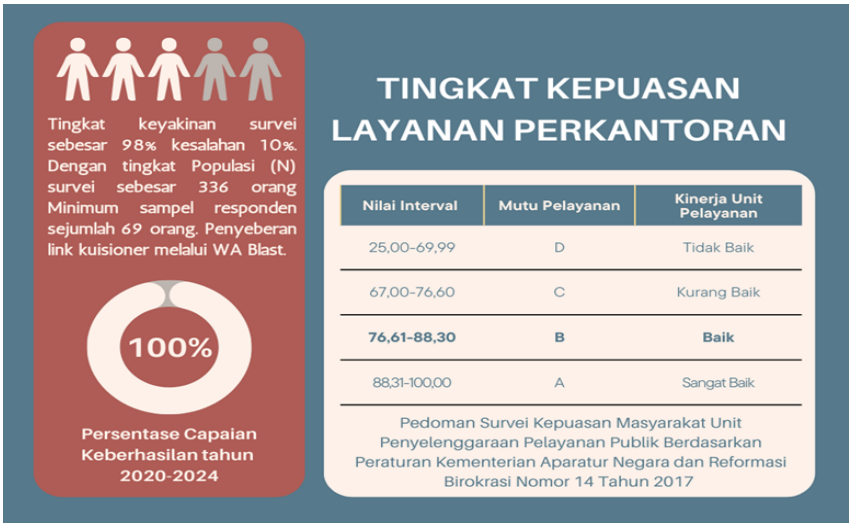 Tingkat keyakinan survei
sebesar 98% kesalahan 10%.
Dengan tingkat Populasi (N)
survei sebesar 336 orang
Minimum sampel responden
sejumlah 69 orang. Penyeberan
link kuisioner melalui WA Blast.
100%
Persentase Capaian
Keberhasilan tahun
2020-2024
TINGKAT KEPUASAN
LAYANAN PERKANTORAN
Nilai Interval Mutu Pelayanan Kinerja Unit Pelayanan
25,00-69,99 D Tidak Baik
67,00-76,60 C Kurang Baik
76,61-88,30 B Baik
88,31-100,00 A Sangat Baik
Pedoman Survei Kepuasan Masyarakat Unit
Penyelenggaraan Pelayanan Publik Berdasarkan
Peraturan Kementerian Aparatur Negara dan Reformasi
Birokrasi Nomor 14 Tahun 2017